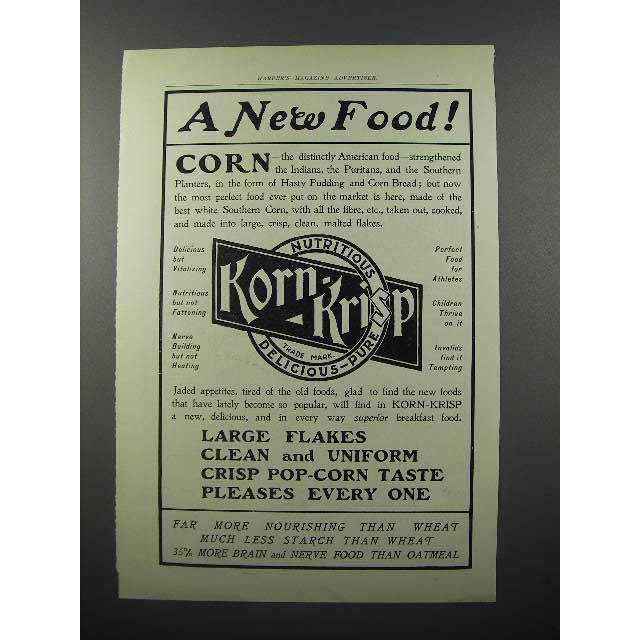 HARPER'S MAGAZINE ADVERTISER.
A New Food!
CORN—the distinctly American food—strengthened
the Indians, the Puritans, and the Southern
Planters, in the form of Hasty Pudding and Corn Bread; but now
the most perfect food ever put on the market is here, made of the
best white Southern Corn, with all the fibre, etc., taken out, cooked,
and made into large, crisp, clean, malted flakes.
Delicious
but
Vitalizing
Nutritious
but not
Fattening
Nerve
Building
but not
Heating
NUTRITIOUS
Korn-
-Krisp
TRADE MARK
DELICIOUS-PURE
Perfect
Food
for
Athletes
Children
Thrive
on it
Invalids
find it
Tempting
Jaded appetites, tired of the old foods, glad to find the new foods
that have lately become so popular, will find in KORN-KRISP
a new, delicious, and in every way superior breakfast food.
LARGE FLAKES
CLEAN and UNIFORM
CRISP POP-CORN TASTE
PLEASES EVERY ONE
FAR MORE NOURISHING THAN WHEAT
MUCH LESS STARCH THAN WHEAT
35% MORE BRAIN and NERVE FOOD THAN OATMEAL